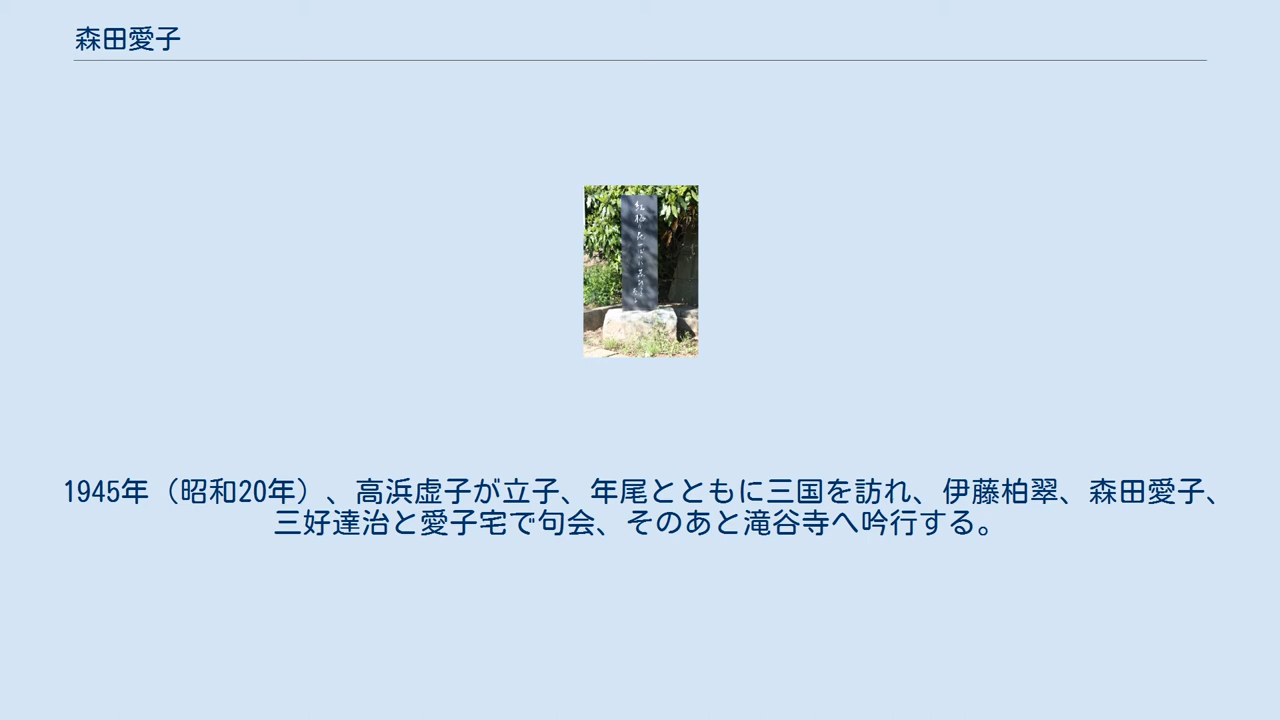 森田愛子
1945年（昭和20年）、高浜虚子が立子、年尾とともに三国を訪れ、伊藤柏翠、森田愛子、
三好達治と愛子宅で句会、そのあと滝谷寺へ吟行する。